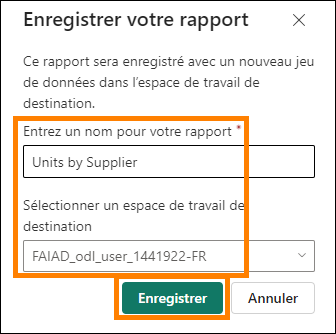 Enregistrer votre rapport
Ce rapport sera enregistré avec un nouveau jeu
de données dans l'espace de travail de
destination.
Entrez un nom pour votre rapport *
Units by Supplier
Sélectionner un espace de travail de
destination
FAIAD_odl_user_1441922-FR
Enregistrer
Annuler